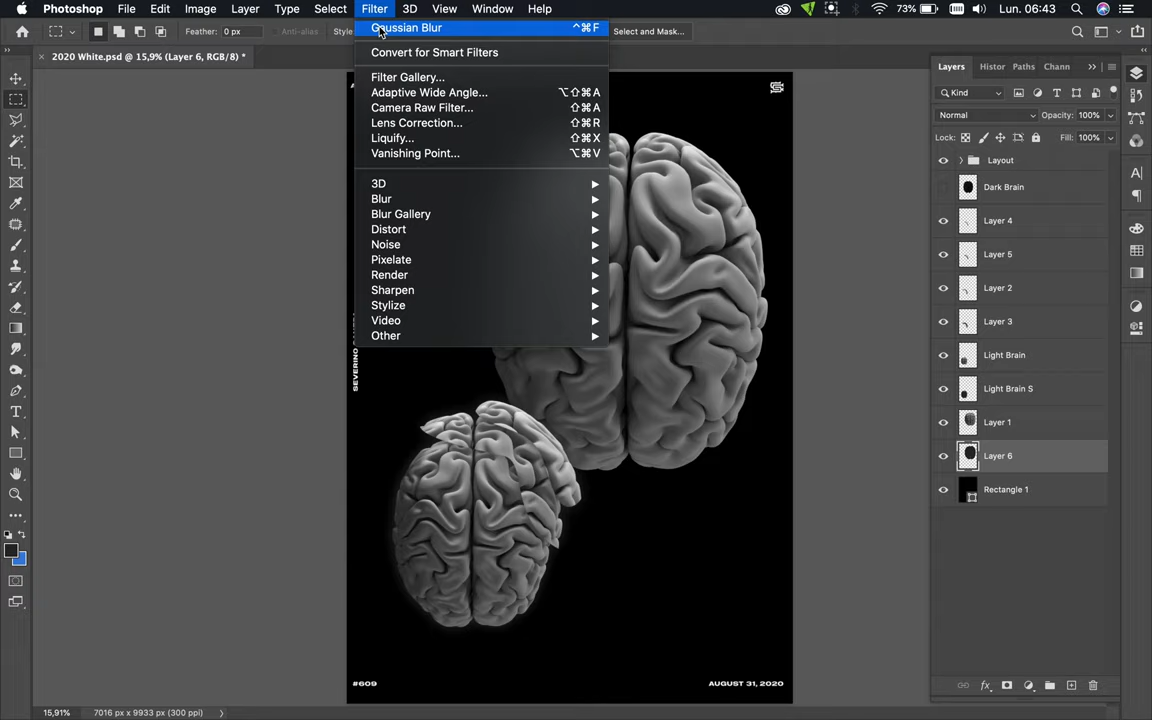 Photoshop File Edit Image Layer Type Select Filter 3D View Window Help 73% Lun. 06:43
Feather: 0 px Anti-alias Style Select and Mask...
2020 White.psd @ 15,9% (Layer 6, RGB/8) *
Gaussian Blur ⌃⌘F
Convert for Smart Filters
Filter Gallery...
Adaptive Wide Angle... ⌥⇧⌘A
Camera Raw Filter... ⇧⌘A
Lens Correction... ⇧⌘R
Liquify... ⇧⌘X
Vanishing Point... ⌥⌘V
3D
Blur
Blur Gallery
Distort
Noise
Pixelate
Render
Sharpen
Stylize
Video
Other
#609
AUGUST 31, 2020
Layers Histor Paths Chann
Kind
Normal Opacity: 100%
Lock: Fill: 100%
Layout
Dark Brain
Layer 4
Layer 5
Layer 2
Layer 3
Light Brain
Light Brain S
Layer 1
Layer 6
Rectangle 1
fx
15,91% 7016 px x 9933 px (300 ppi)